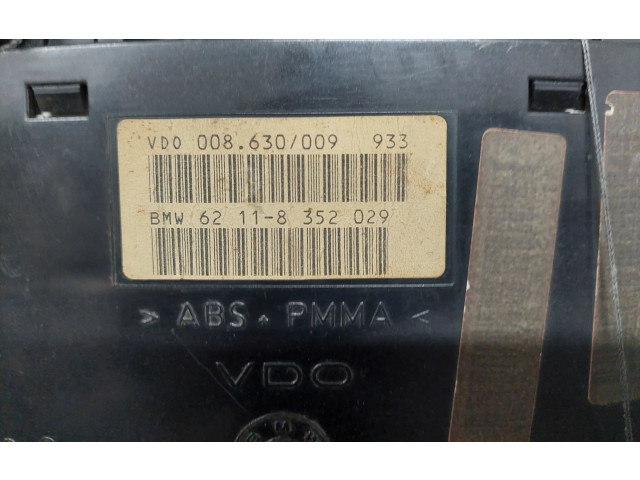 VDO 008.630/009 933
BMW 62 11-8 352 029
> ABS + PMMA <
VDO